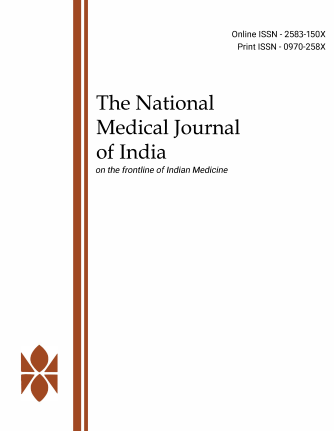 Online ISSN - 2583-150X
Print ISSN - 0970-258X
The National
Medical Journal
of India
on the frontline of Indian Medicine